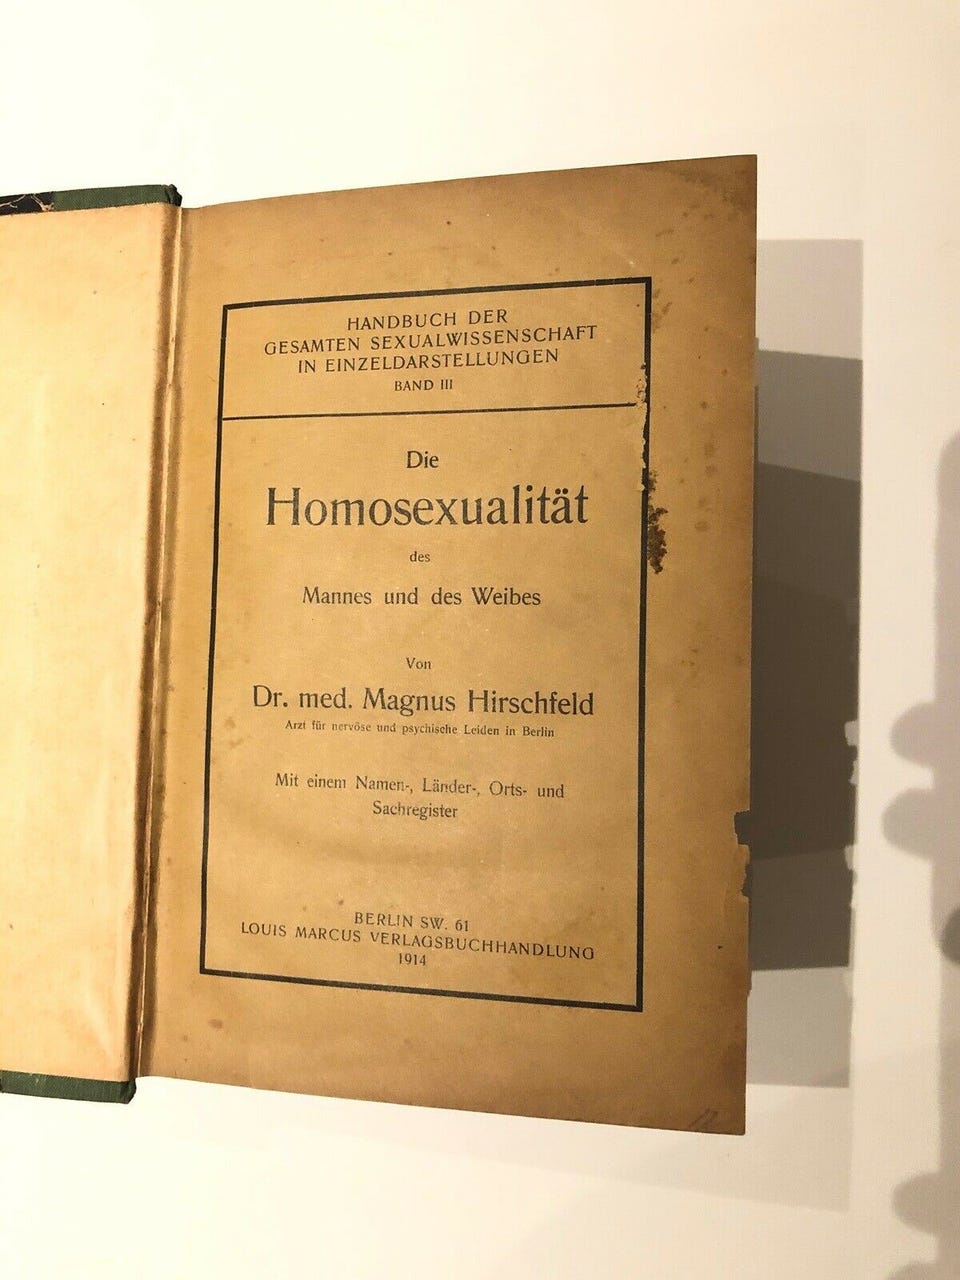 HANDBUCH DER
GESAMTEN SEXUALWISSENSCHAFT
IN EINZELDARSTELLUNGEN
BAND III
Die
Homosexualität
des
Mannes und des Weibes
Von
Dr. med. Magnus Hirschfeld
Arzt für nervöse und psychische Leiden in Berlin
Mit einem Namen-, Länder-, Orts- und
Sachregister
BERLIN SW. 61
LOUIS MARCUS VERLAGSBUCHHANDLUNG
1914